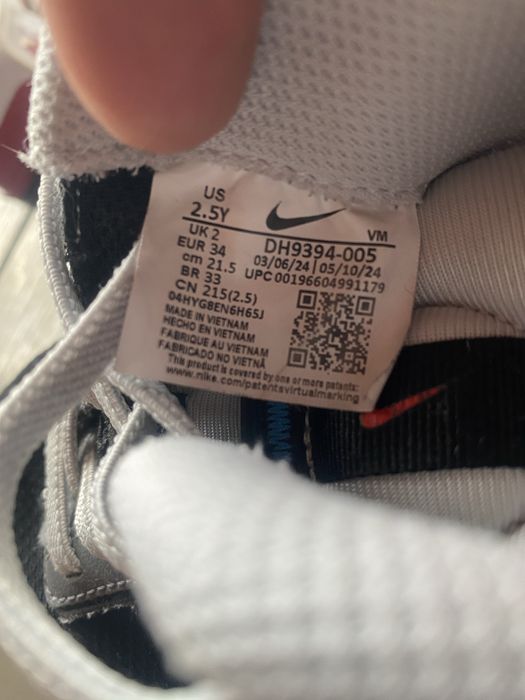 US
2.5Y
VM
UK 2
DH9394-005
EUR 34
03/06/24 | 05/10/24
cm 21.5
UPC 00196604991179
BR 33
CN 215(2.5)
04HYG8EN6H65J
MADE IN VIETNAM
HECHO EN VIETNAM
FABRIQUE AU VIETNAM
FABRICADO NO VIETNÃ
This product is covered by one or more patents:
www.nike.com/patentsvirtualmarking